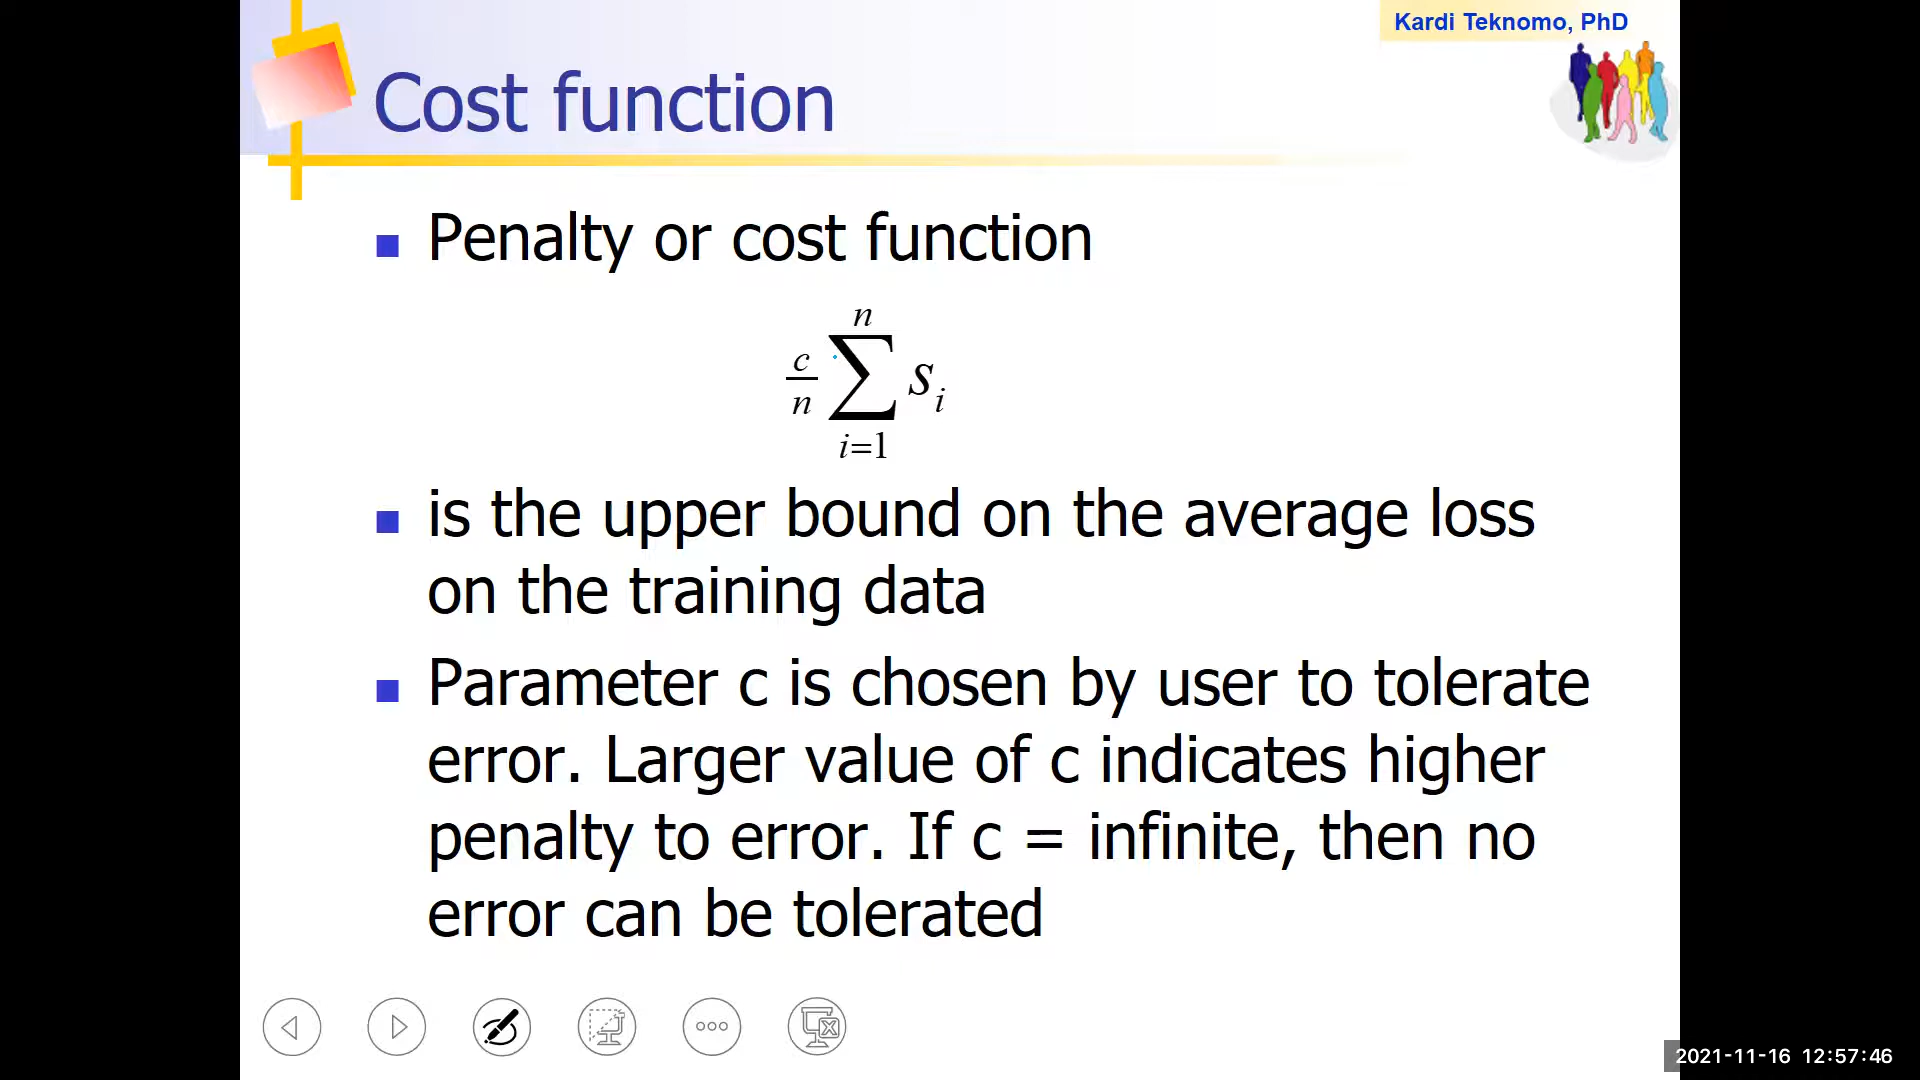 Kardi Teknomo, PhD
Cost function
Penalty or cost function
n
c
n
∑ s_i
i=1
is the upper bound on the average loss
on the training data
Parameter c is chosen by user to tolerate
error. Larger value of c indicates higher
penalty to error. If c = infinite, then no
error can be tolerated
2021-11-16 12:57:46